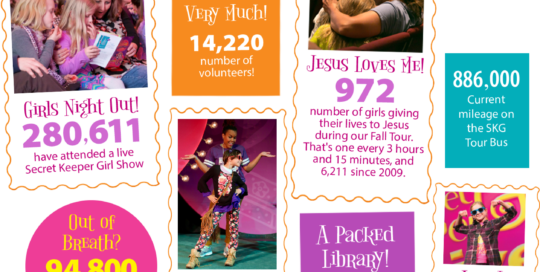 Girls Night Out!
280,611
have attended a live
Secret Keeper Girl Show
Out of
Breath?
94,800
Very Much!
14,220
number of
volunteers!
Jesus Loves Me!
972
number of girls giving
their lives to Jesus
during our Fall Tour.
That's one every 3 hours
and 15 minutes, and
6,211 since 2009.
A Packed
Library!
886,000
Current
mileage on
the SKG
Tour Bus